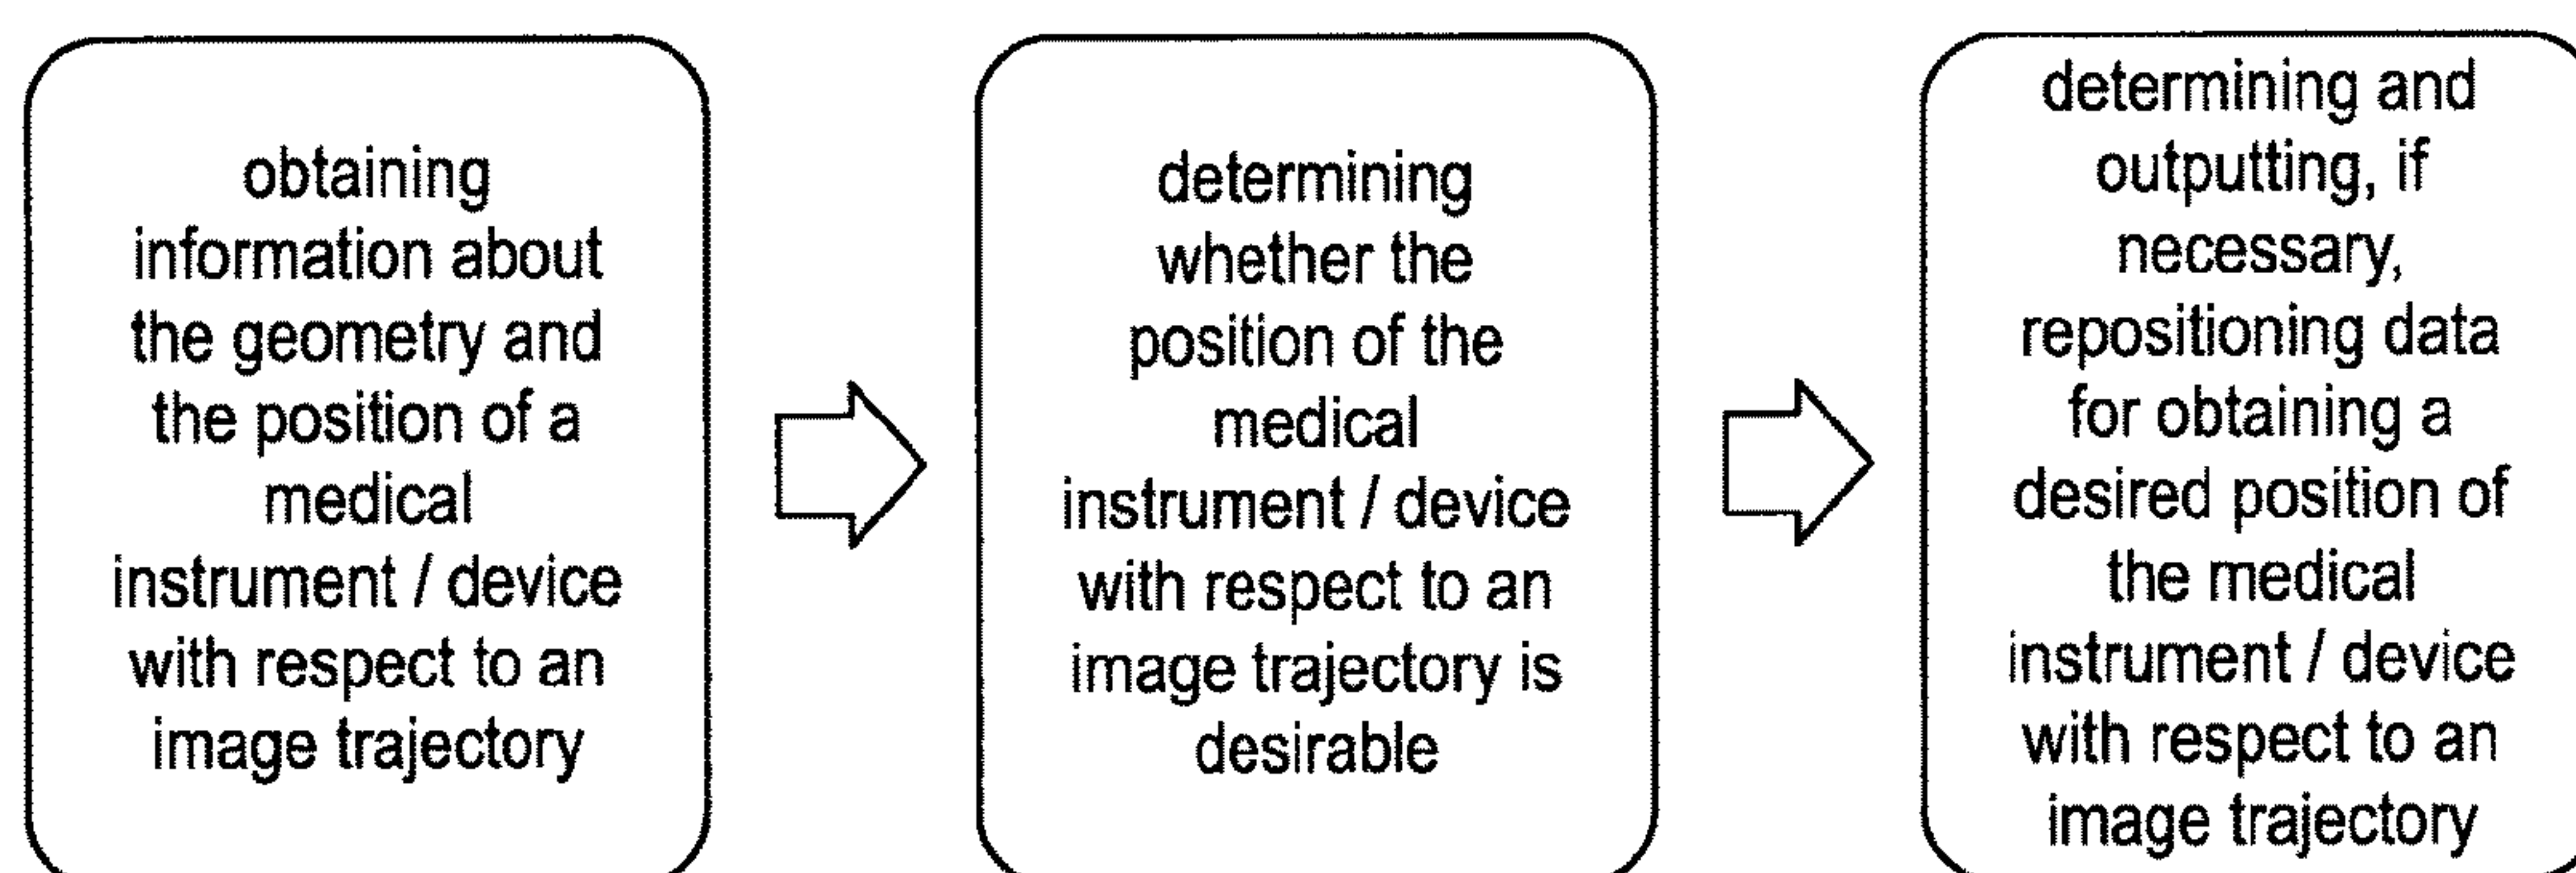 obtaining
information about
the geometry and
the position of a
medical
instrument / device
with respect to an
image trajectory
determining
whether the
position of the
medical
instrument / device
with respect to an
image trajectory is
desirable
determining and
outputting, if
necessary,
repositioning data
for obtaining a
desired position of
the medical
instrument / device
with respect to an
image trajectory